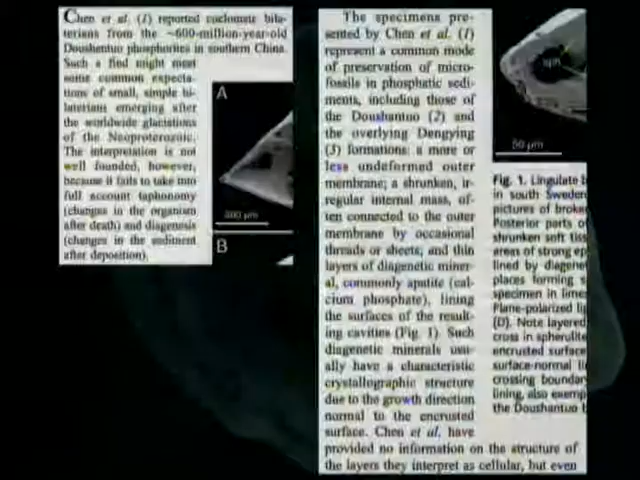 Chen et al. (1) reported coelomate bila-
terians from the ~600-million-year-old
Doushantuo phosphorites in southern China.
Such a find might meet
some common expecta-
tions of small, simple bi-
laterians emerging after
the worldwide glaciations
of the Neoproterozoic.
The interpretation is not
well founded, however,
because it fails to take into
full account taphonomy
(changes in the organism
after death) and diagenesis
(changes in the sediment
after deposition).
A
B
The specimens pre-
sented by Chen et al. (1)
represent a common mode
of preservation of micro-
fossils in phosphatic sedi-
ments, including those of
the Doushantuo (2) and
the overlying Dengying
(3) formations: a more or
less undeformed outer
membrane; a shrunken, ir-
regular internal mass, of-
ten connected to the outer
membrane by occasional
threads or sheets; and thin
layers of diagenetic miner-
al, commonly apatite (cal-
cium phosphate), lining
the surfaces of the result-
ing cavities (Fig. 1). Such
diagenetic minerals usu-
ally have a characteristic
crystallographic structure
due to the growth direction
normal to the encrusted
surface. Chen et al. have
provided no information on the structure of
the layers they interpret as cellular, but even
50 µm
Fig. 1. Lingulate b
in south Sweden
pictures of broke
Posterior parts o
shrunken soft tiss
areas of strong ep
lined by diagene
places forming s
specimen in lime
Plane-polarized lig
(D). Note layered
cross in spherulite
encrusted surface
surface-normal li
crossing boundar
lining, also exemp
the Doushantuo b